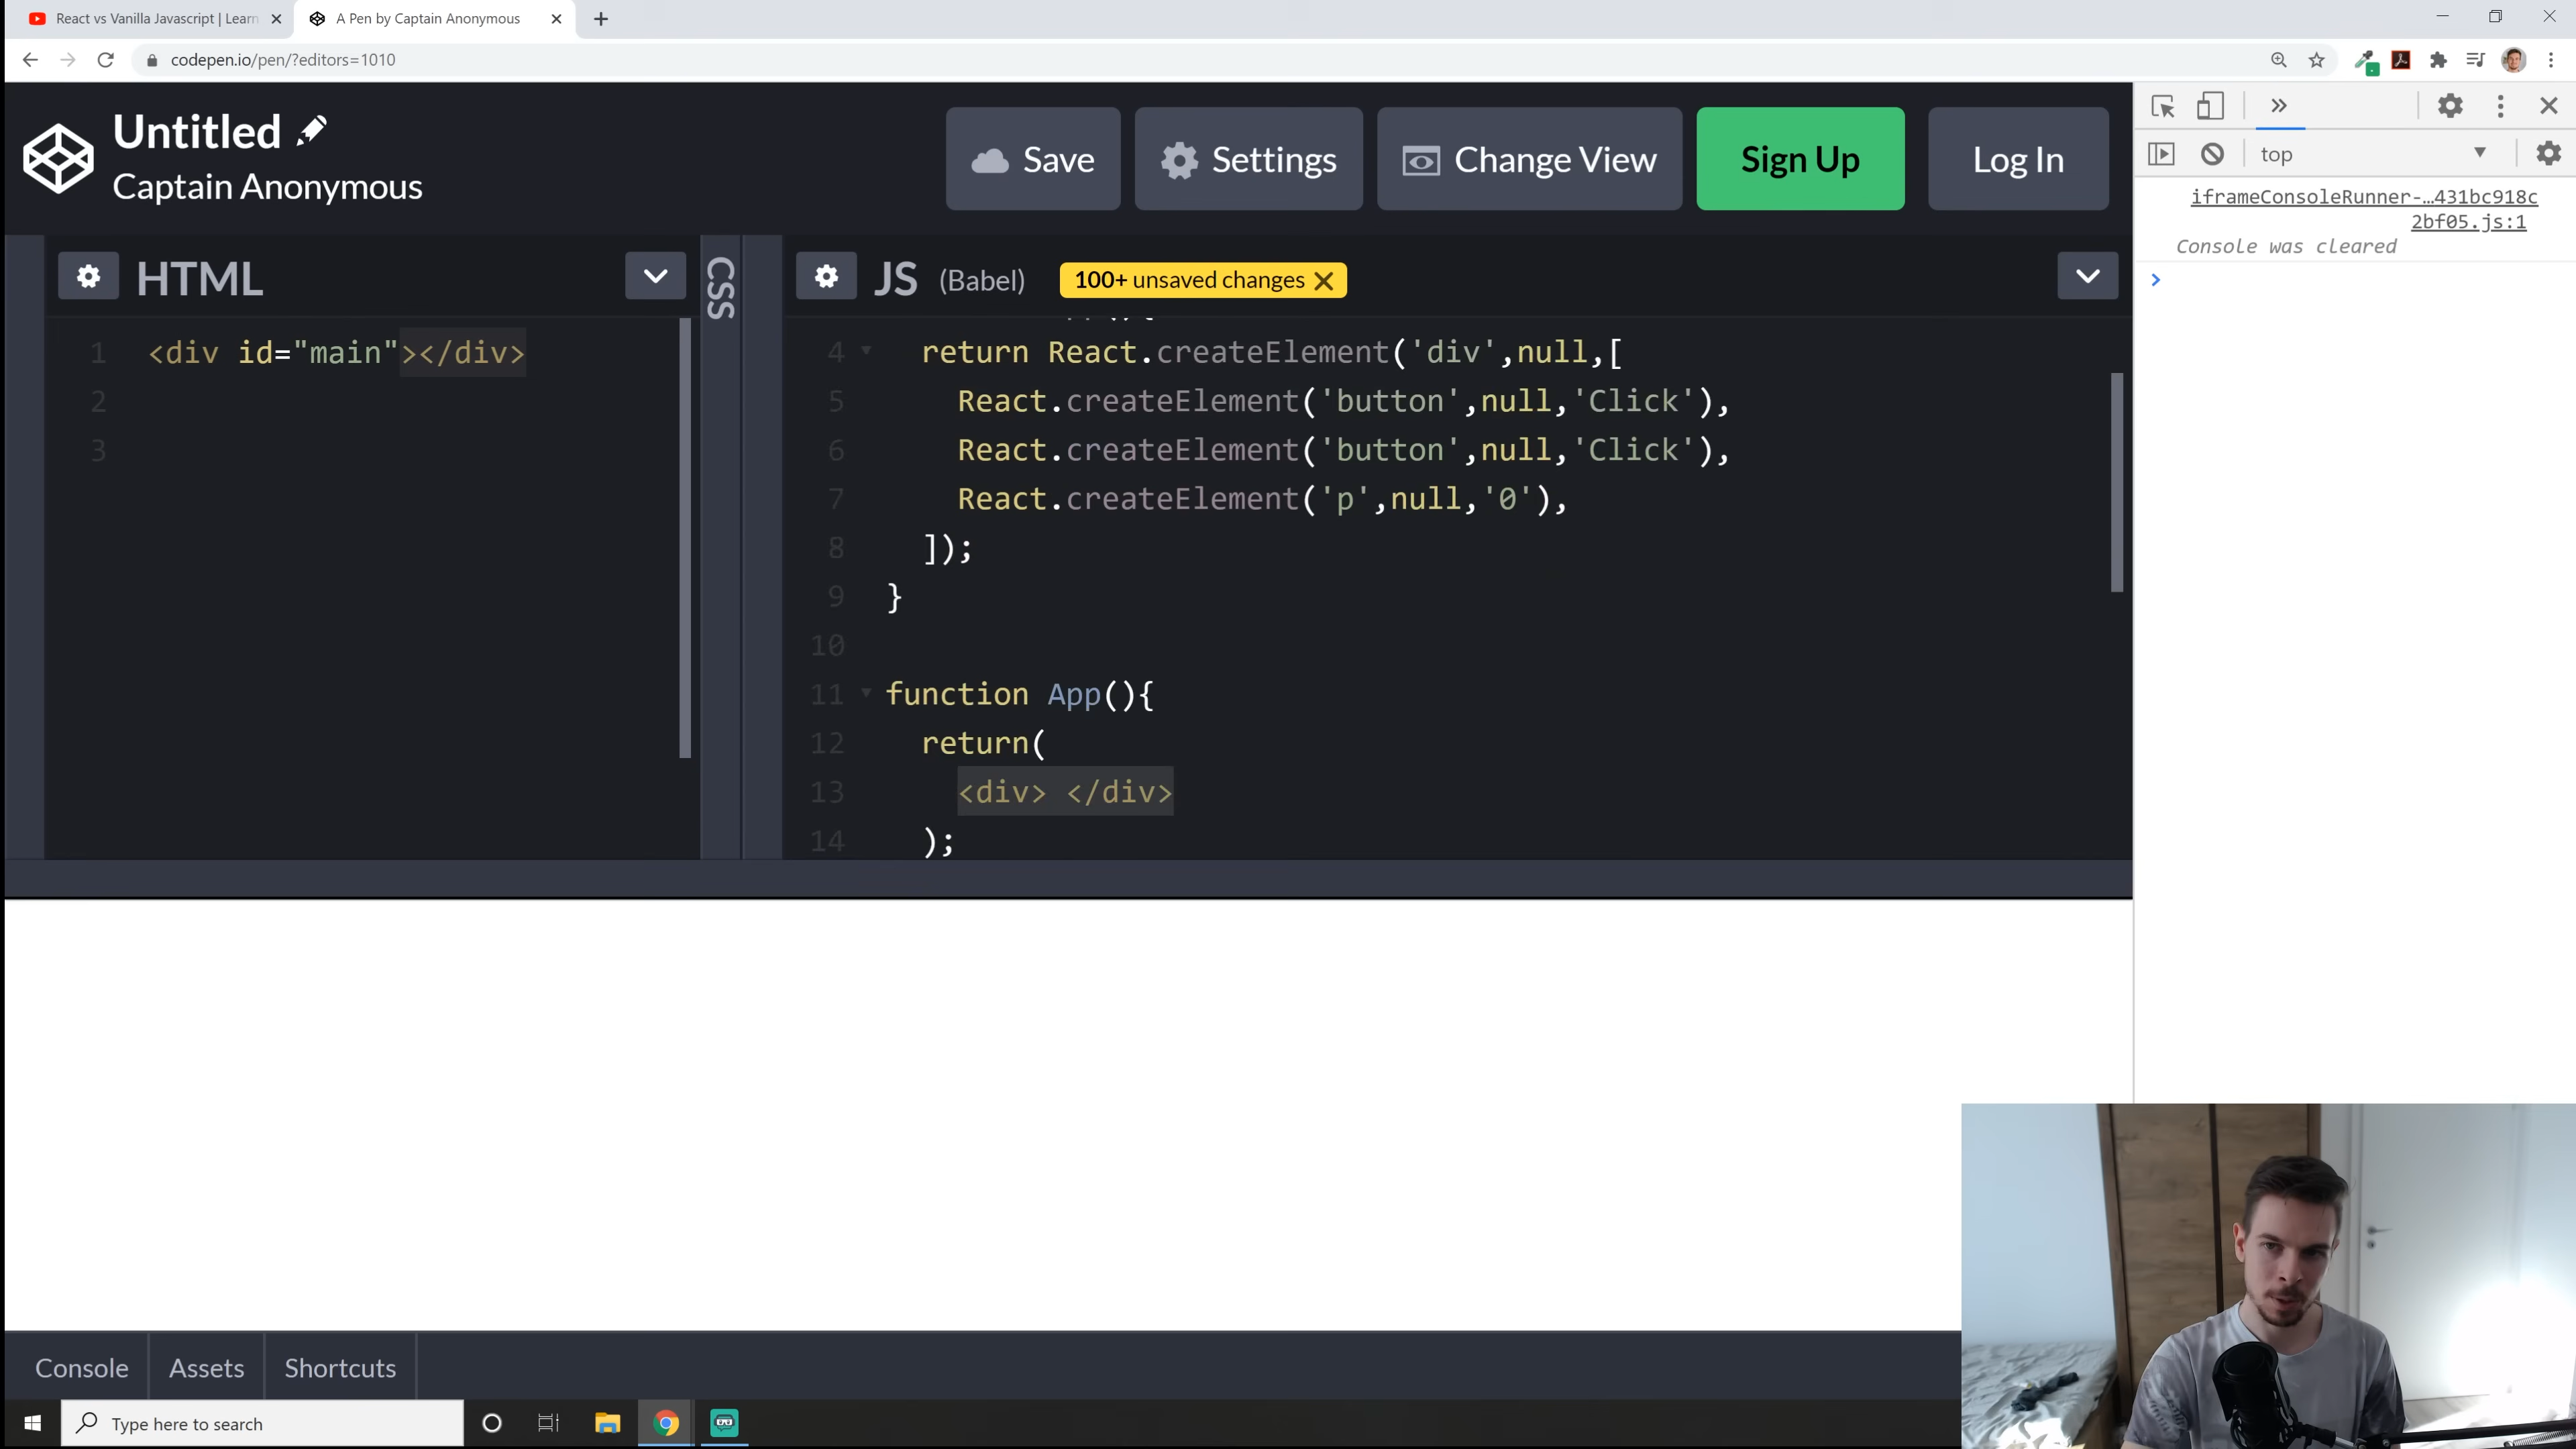 React vs Vanilla Javascript | Learn
A Pen by Captain Anonymous
codepen.io/pen/?editors=1010
Untitled
Captain Anonymous
Save
Settings
Change View
Sign Up
Log In
top
iframeConsoleRunner-…431bc918c
2bf05.js:1
Console was cleared
HTML
CSS
JS (Babel)
100+ unsaved changes
1 <div id="main"></div>
2
3
4 return React.createElement('div',null,[
5 React.createElement('button',null,'Click'),
6 React.createElement('button',null,'Click'),
7 React.createElement('p',null,'0'),
8 ]);
9 }
10
11 function App(){
12 return(
13 <div> </div>
14 );
Console
Assets
Shortcuts
Type here to search